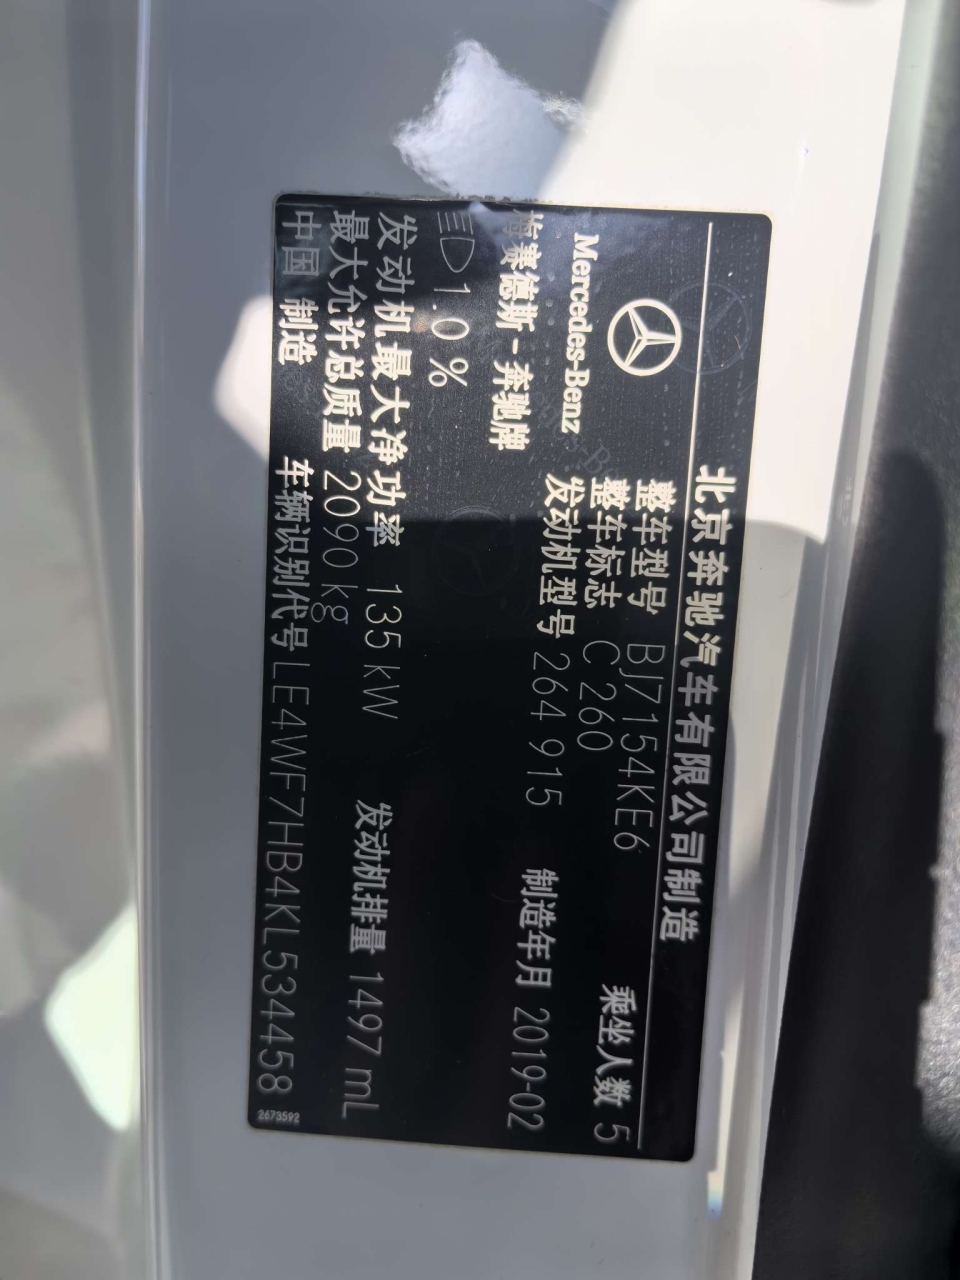 北京奔驰汽车有限公司制造
Mercedes-Benz
整车型号 BJ7154KE6
整车标志 C 260
乘坐人数 5
梅赛德斯-奔驰牌
发动机型号 264 915
制造年月 2019-02
1.0 %
发动机最大净功率 135 kW
发动机排量 1497 mL
最大允许总质量 2090 kg
中国 制造
车辆识别代号 LE4WF7HB4KL534458
2673592